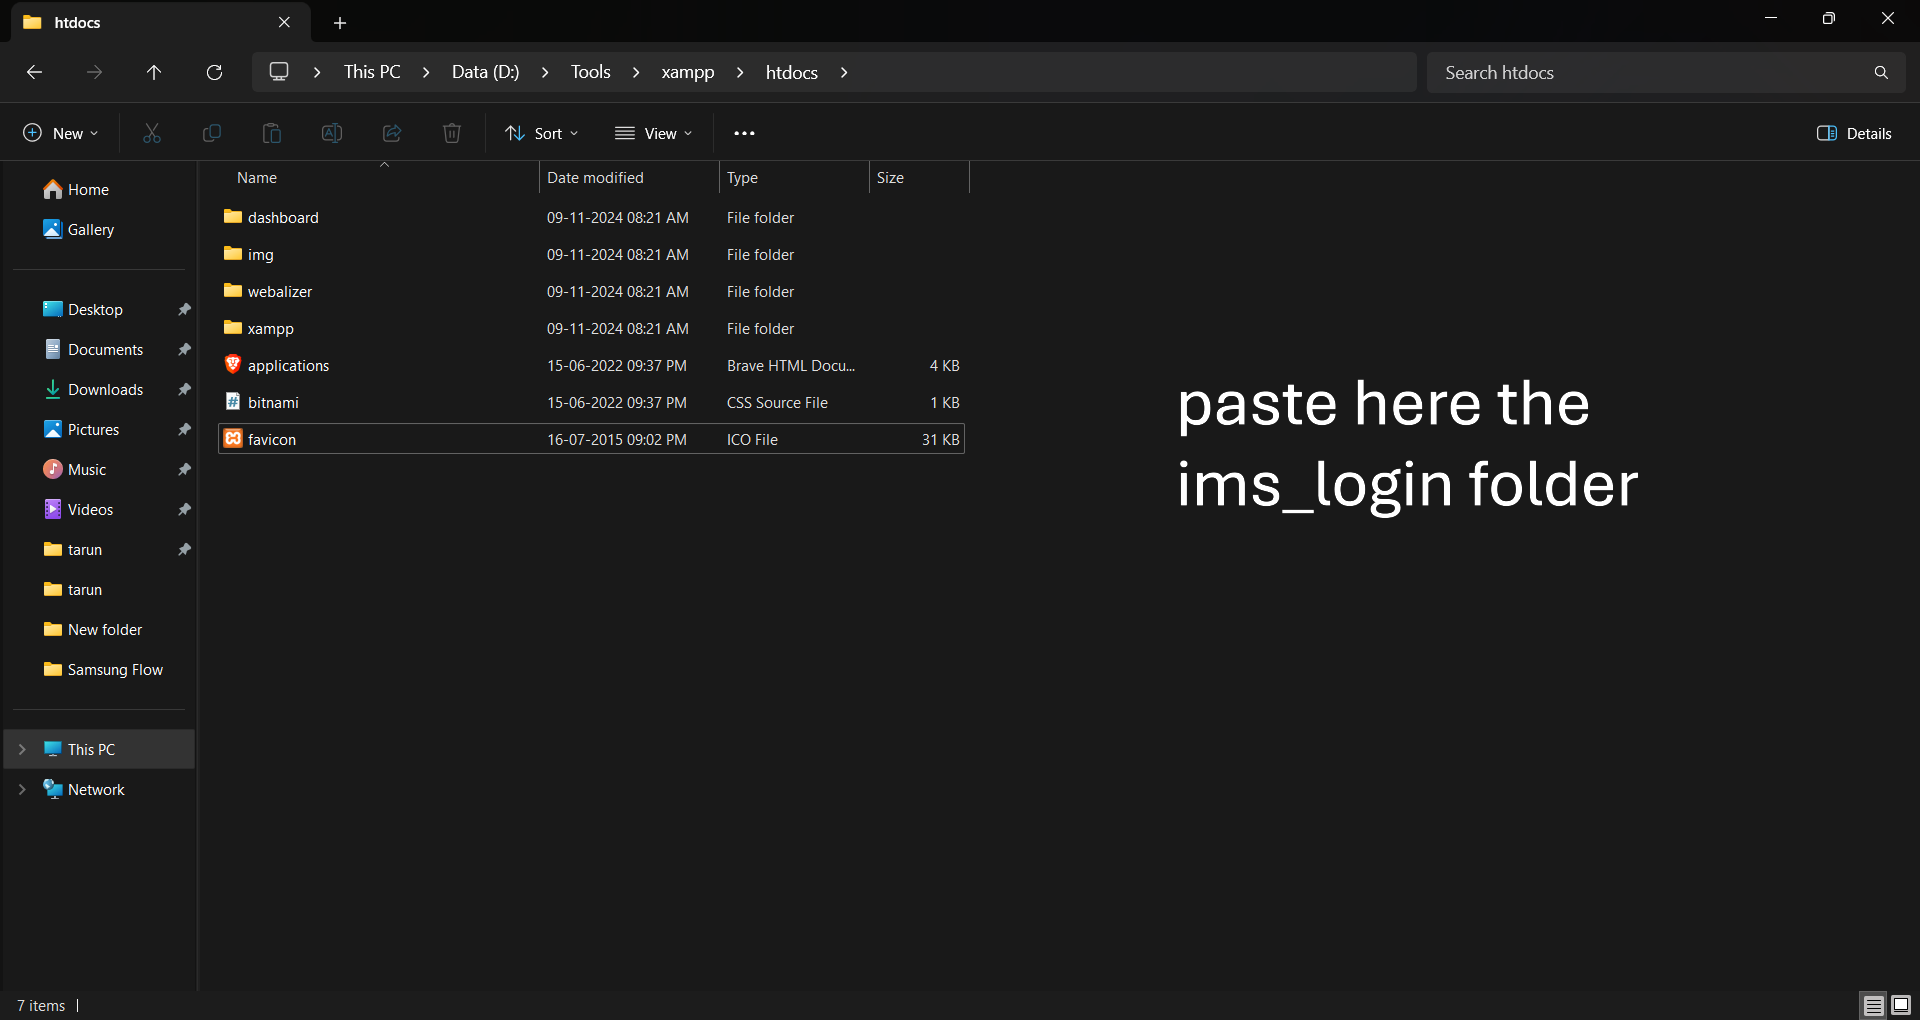 htdocs
This PC > Data (D:) > Tools > xampp > htdocs >
Search htdocs
New
Sort
View
Details
Name
Date modified
Type
Size
Home
Gallery
Desktop
Documents
Downloads
Pictures
Music
Videos
tarun
tarun
New folder
Samsung Flow
This PC
Network
dashboard 09-11-2024 08:21 AM File folder
img 09-11-2024 08:21 AM File folder
webalizer 09-11-2024 08:21 AM File folder
xampp 09-11-2024 08:21 AM File folder
applications 15-06-2022 09:37 PM Brave HTML Docu... 4 KB
bitnami 15-06-2022 09:37 PM CSS Source File 1 KB
favicon 16-07-2015 09:02 PM ICO File 31 KB
paste here the
ims_login folder
7 items